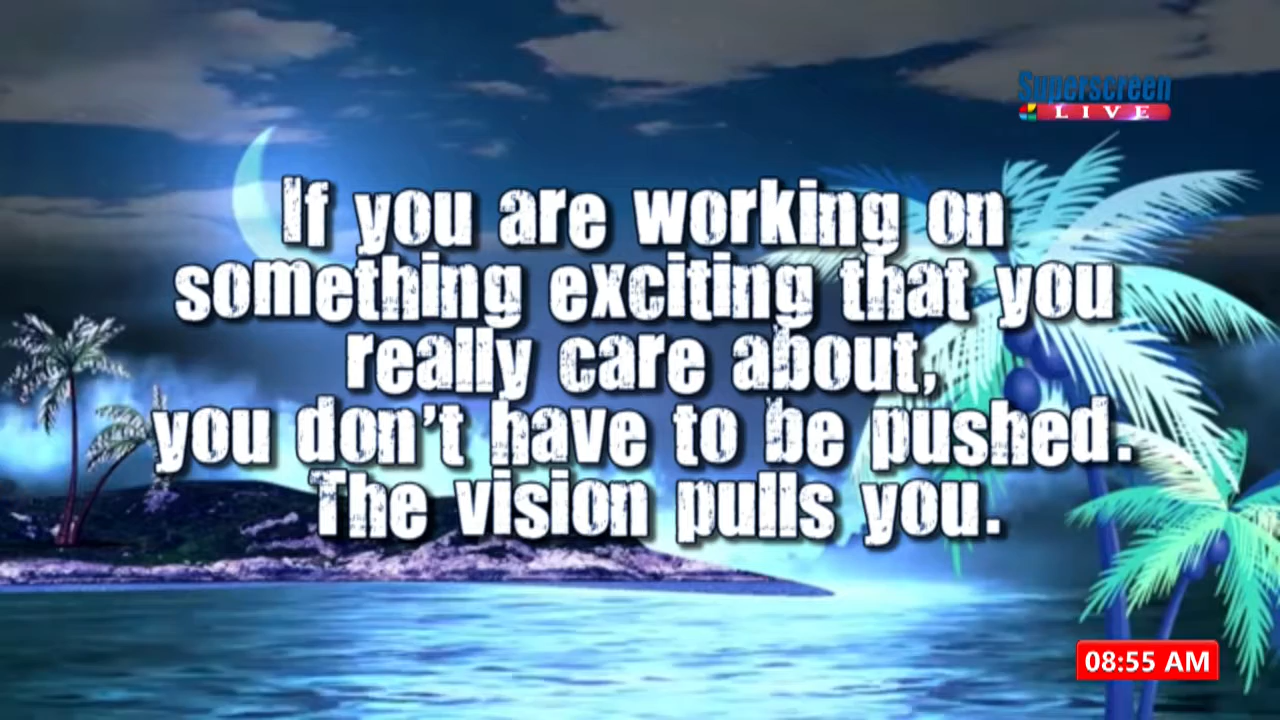 Superscreen
LIVE
If you are working on
something exciting that you
really care about,
you don't have to be pushed.
The vision pulls you.
08:55 AM